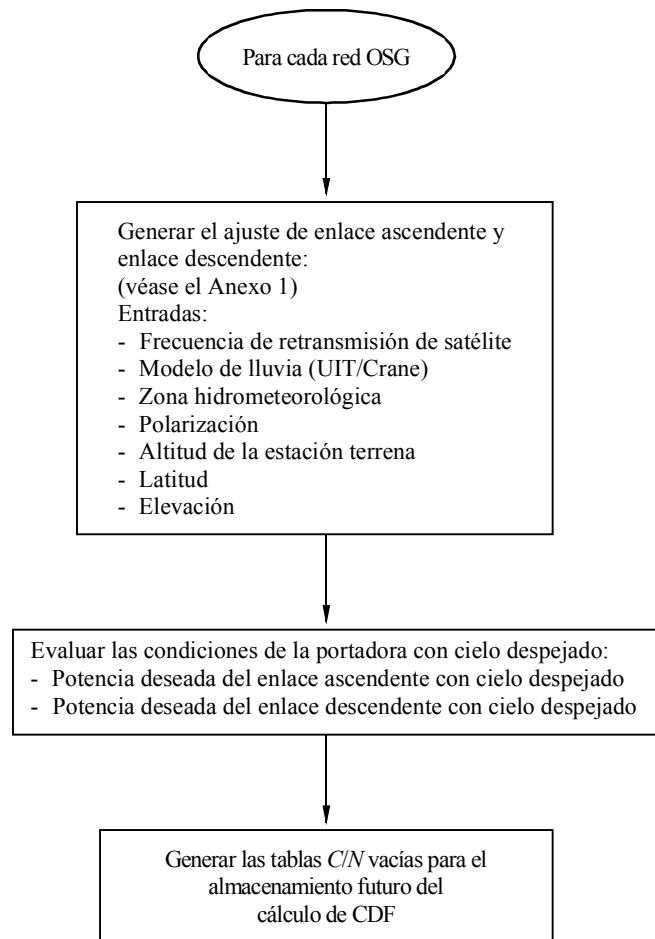 Para cada red OSG
Generar el ajuste de enlace ascendente y
enlace descendente:
(véase el Anexo 1)
Entradas:
- Frecuencia de retransmisión de satélite
- Modelo de lluvia (UIT/Crane)
- Zona hidrometeorológica
- Polarización
- Altitud de la estación terrena
- Latitud
- Elevación
Evaluar las condiciones de la portadora con cielo despejado:
- Potencia deseada del enlace ascendente con cielo despejado
- Potencia deseada del enlace descendente con cielo despejado
Generar las tablas C/N vacías para el
almacenamiento futuro del
cálculo de CDF